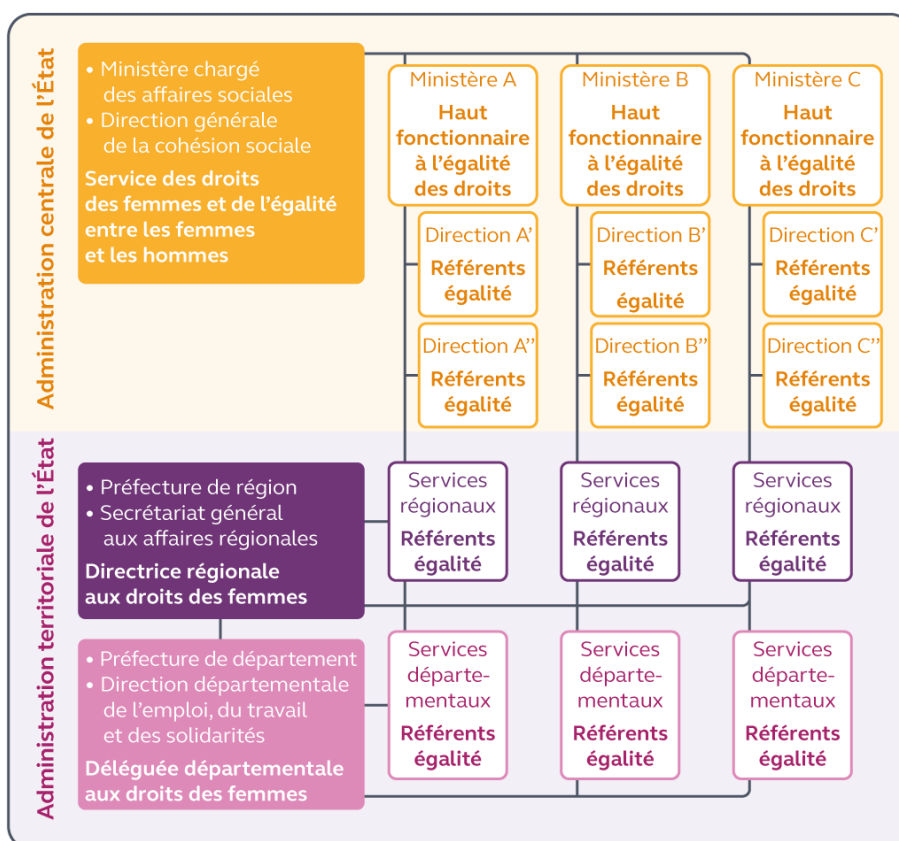 Administration centrale de l'État
• Ministère chargé
des affaires sociales
• Direction générale
de la cohésion sociale
Service des droits
des femmes et de l'égalité
entre les femmes
et les hommes
Ministère A
Haut
fonctionnaire
à l'égalité
des droits
Direction A'
Référents
égalité
Direction A''
Référents
égalité
Ministère B
Haut
fonctionnaire
à l'égalité
des droits
Direction B'
Référents
égalité
Direction B''
Référents
égalité
Ministère C
Haut
fonctionnaire
à l'égalité
des droits
Direction C'
Référents
égalité
Direction C''
Référents
égalité
Administration territoriale de l'État
• Préfecture de région
• Secrétariat général
aux affaires régionales
Directrice régionale
aux droits des femmes
Services
régionaux
Référents
égalité
Services
régionaux
Référents
égalité
Services
régionaux
Référents
égalité
• Préfecture de département
• Direction départementale
de l'emploi, du travail
et des solidarités
Déléguée départementale
aux droits des femmes
Services
départe-
mentaux
Référents
égalité
Services
départe-
mentaux
Référents
égalité
Services
départe-
mentaux
Référents
égalité